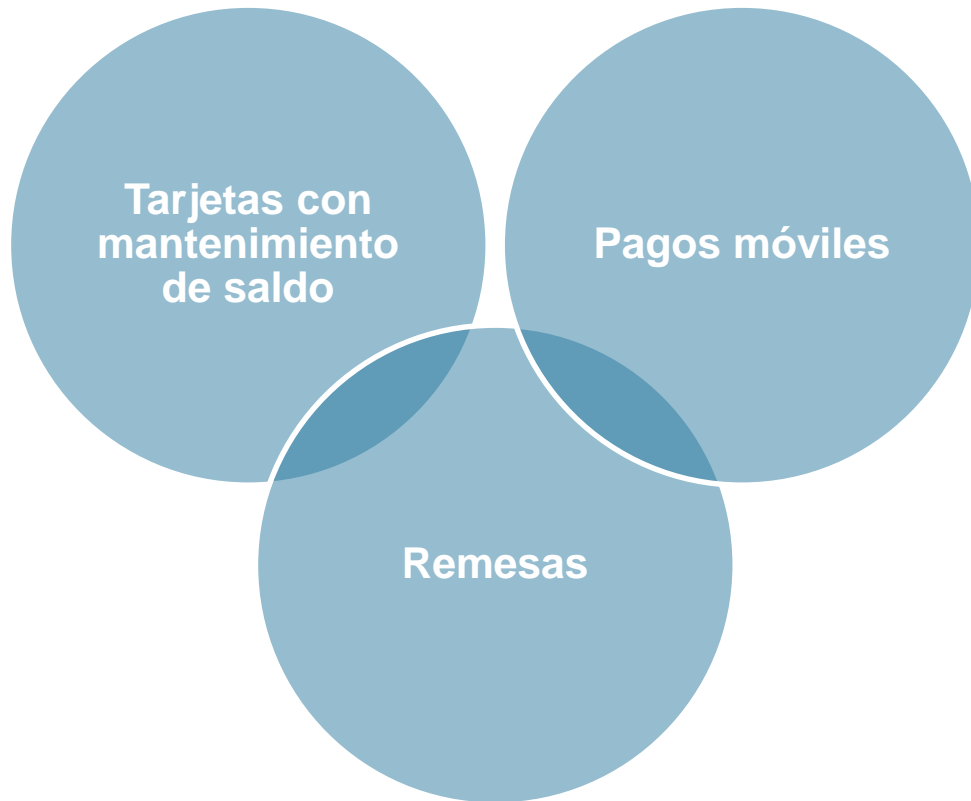 Tarjetas con
mantenimiento
de saldo
Pagos móviles
Remesas